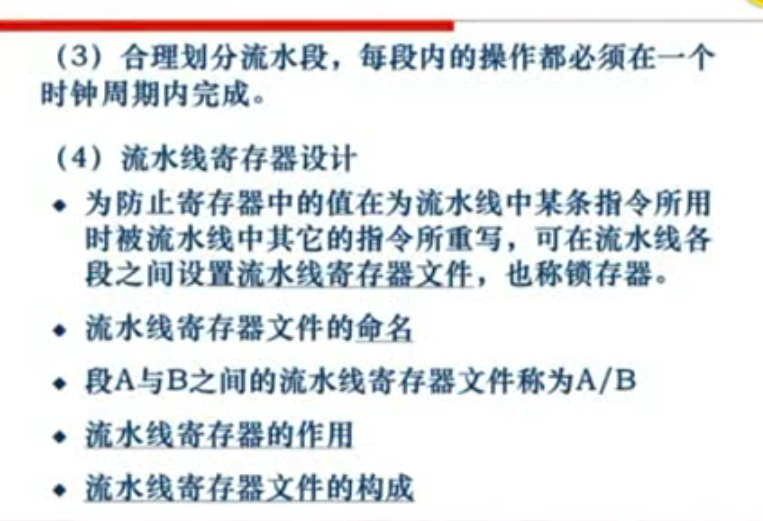 （3）合理划分流水段，每段内的操作都必须在一个
时钟周期内完成。
（4）流水线寄存器设计
◆ 为防止寄存器中的值在为流水线中某条指令所用
时被流水线中其它的指令所重写，可在流水线各
段之间设置流水线寄存器文件，也称锁存器。
◆ 流水线寄存器文件的命名
◆ 段A与B之间的流水线寄存器文件称为A/B
◆ 流水线寄存器的作用
◆ 流水线寄存器文件的构成